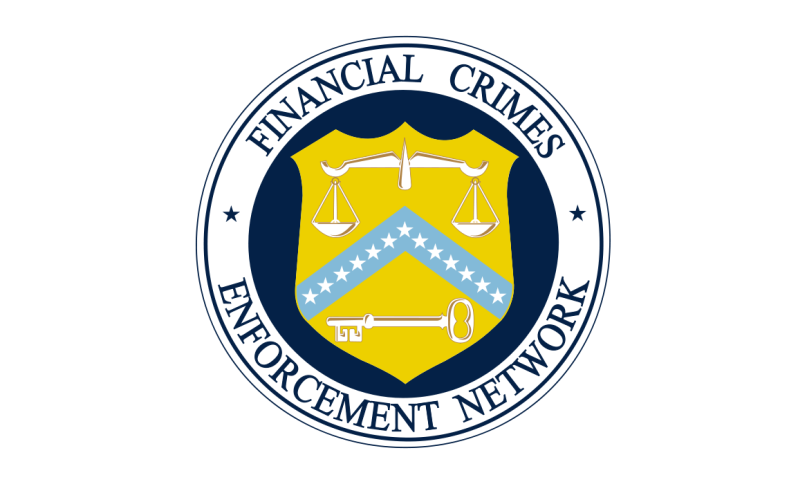 FINANCIAL CRIMES
ENFORCEMENT NETWORK